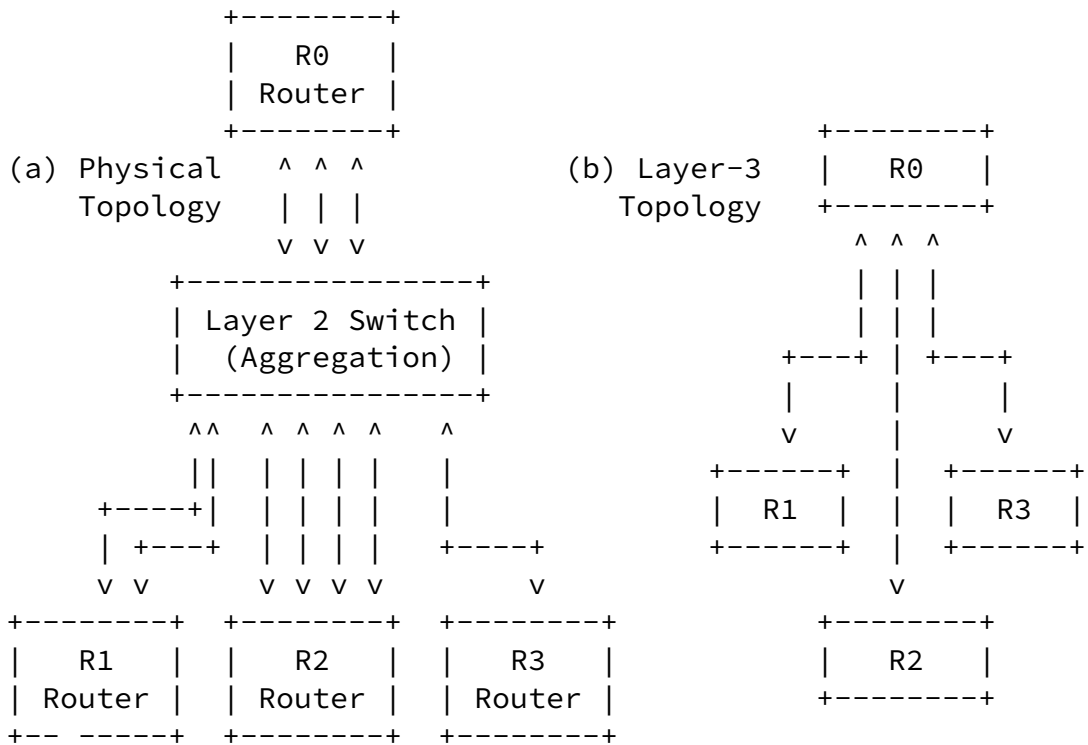 R0
Router
(a) Physical
Topology
Layer 2 Switch
(Aggregation)
R1
Router
R2
Router
R3
Router
(b) Layer-3
Topology
R0
R1
R3
R2